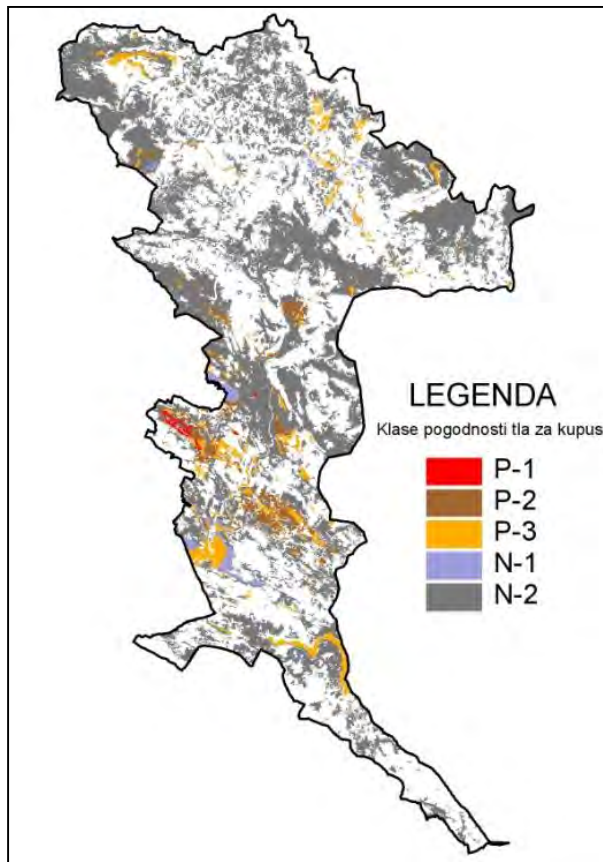 LEGENDA
Klase pogodnosti tla za kupus
P-1
P-2
P-3
N-1
N-2